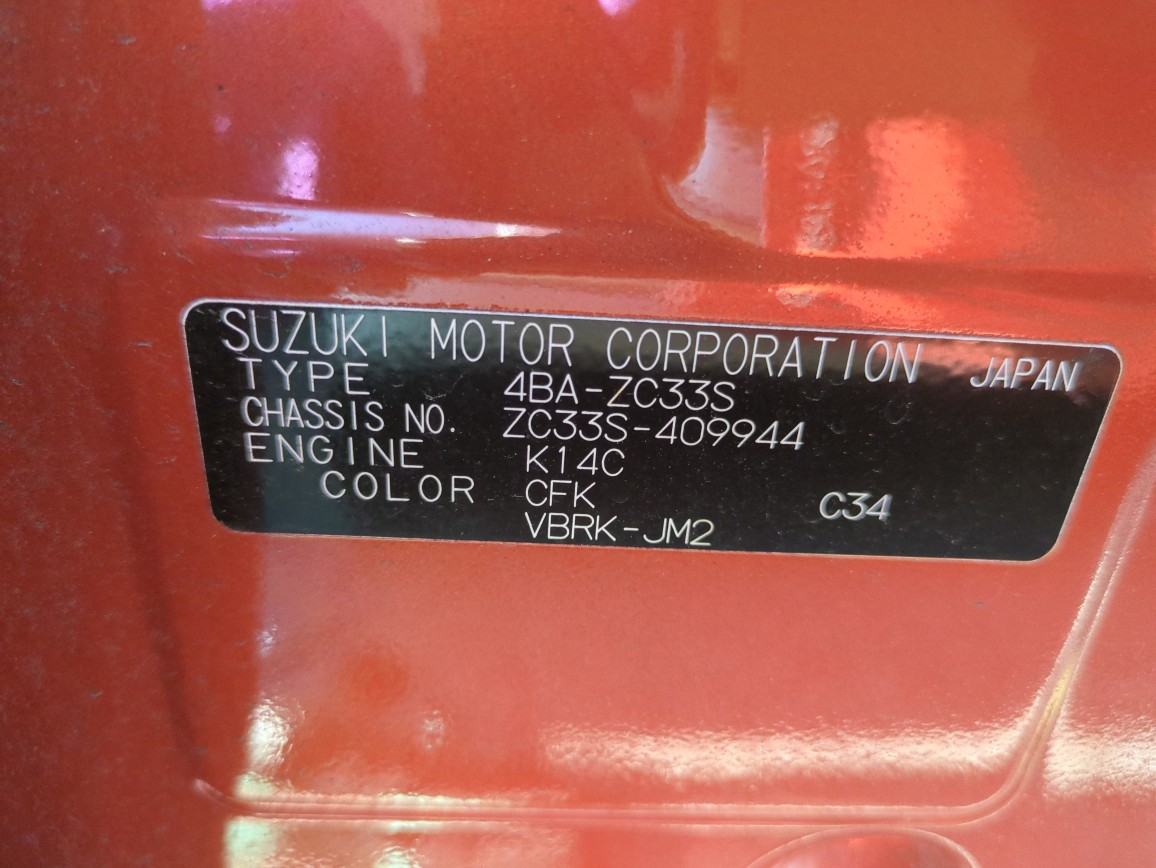 SUZUKI MOTOR CORPORATION JAPAN
TYPE 4BA-ZC33S
CHASSIS NO. ZC33S-409944
ENGINE K14C
COLOR CFK C34
VBRK-JM2